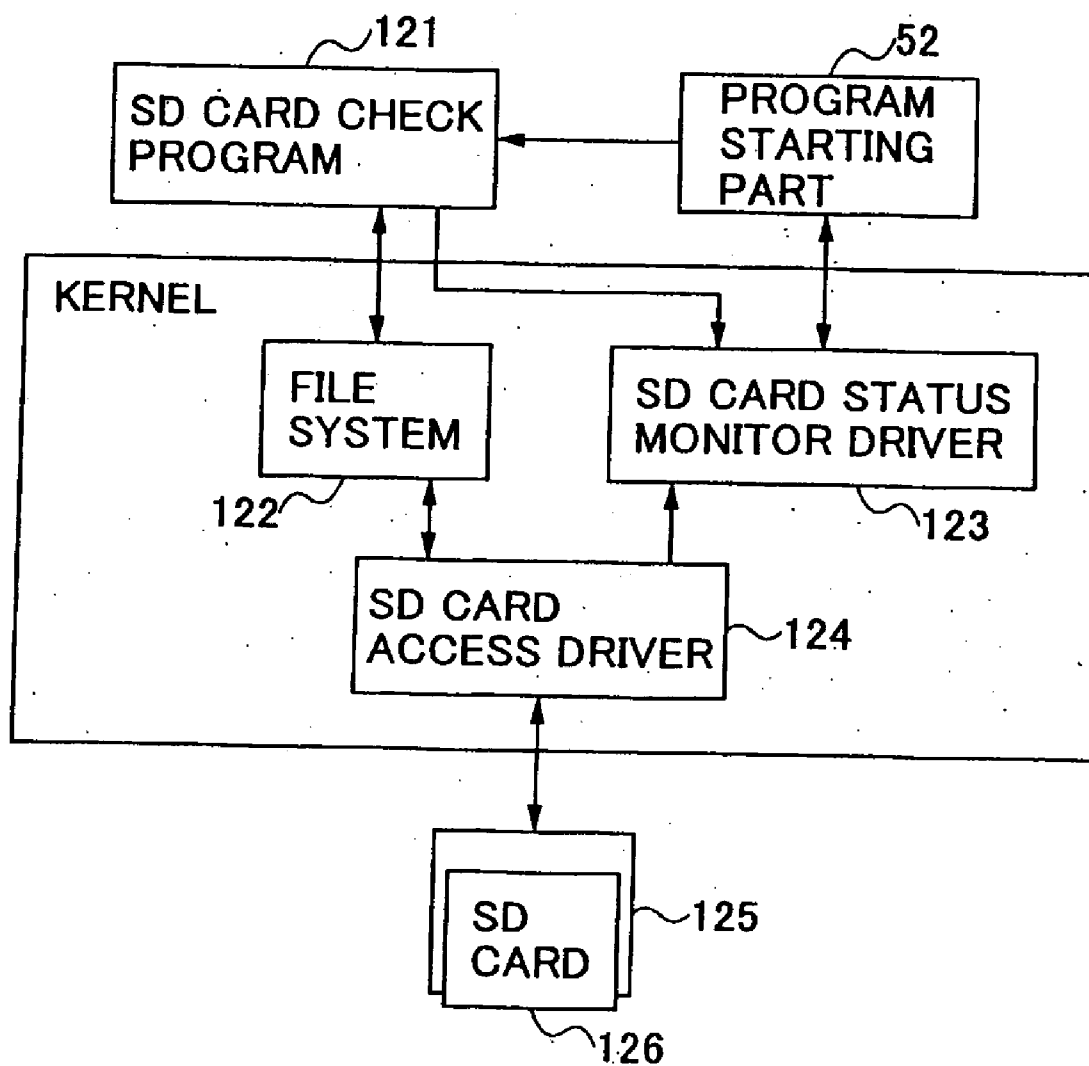 121
52
SD CARD CHECK
PROGRAM
PROGRAM
STARTING
PART
KERNEL
FILE
SYSTEM
SD CARD STATUS
MONITOR DRIVER
122
123
SD CARD
ACCESS DRIVER
124
SD
CARD
125
126